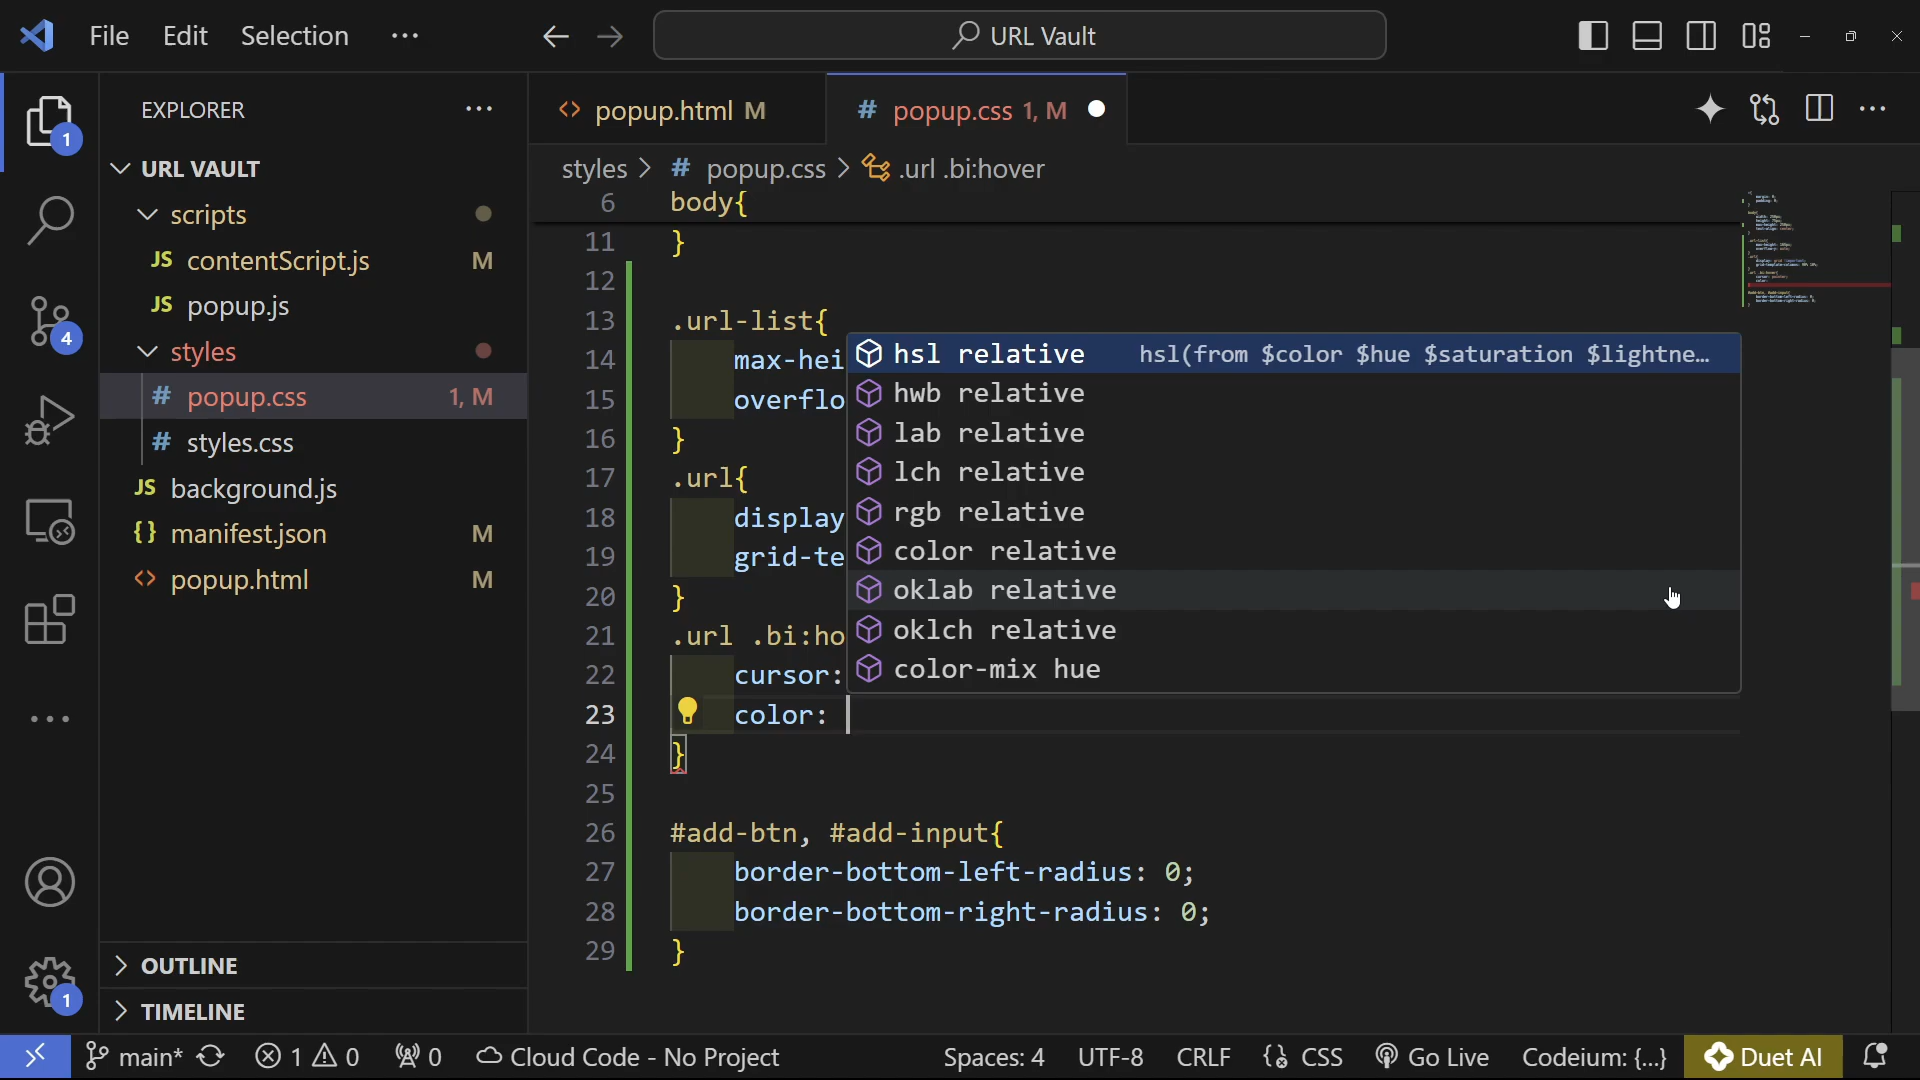 File Edit Selection ···
URL Vault
EXPLORER ···
URL VAULT
scripts
JS contentScript.js M
JS popup.js
styles
# popup.css 1, M
# styles.css
JS background.js
{} manifest.json M
<> popup.html M
OUTLINE
TIMELINE
1
4
1
<> popup.html M
# popup.css 1, M
styles > # popup.css > .url .bi:hover
6 body{
11 }
12
13 .url-list{
14 max-hei
15 overflo
16 }
17 .url{
18 display
19 grid-te
20 }
21 .url .bi:ho
22 cursor:
23 color:
24 }
25
26 #add-btn, #add-input{
27 border-bottom-left-radius: 0;
28 border-bottom-right-radius: 0;
29 }
hsl relative hsl(from $color $hue $saturation $lightne…
hwb relative
lab relative
lch relative
rgb relative
color relative
oklab relative
oklch relative
color-mix hue
main* 1 0 0 Cloud Code - No Project Spaces: 4 UTF-8 CRLF {} CSS Go Live Codeium: {...} Duet AI